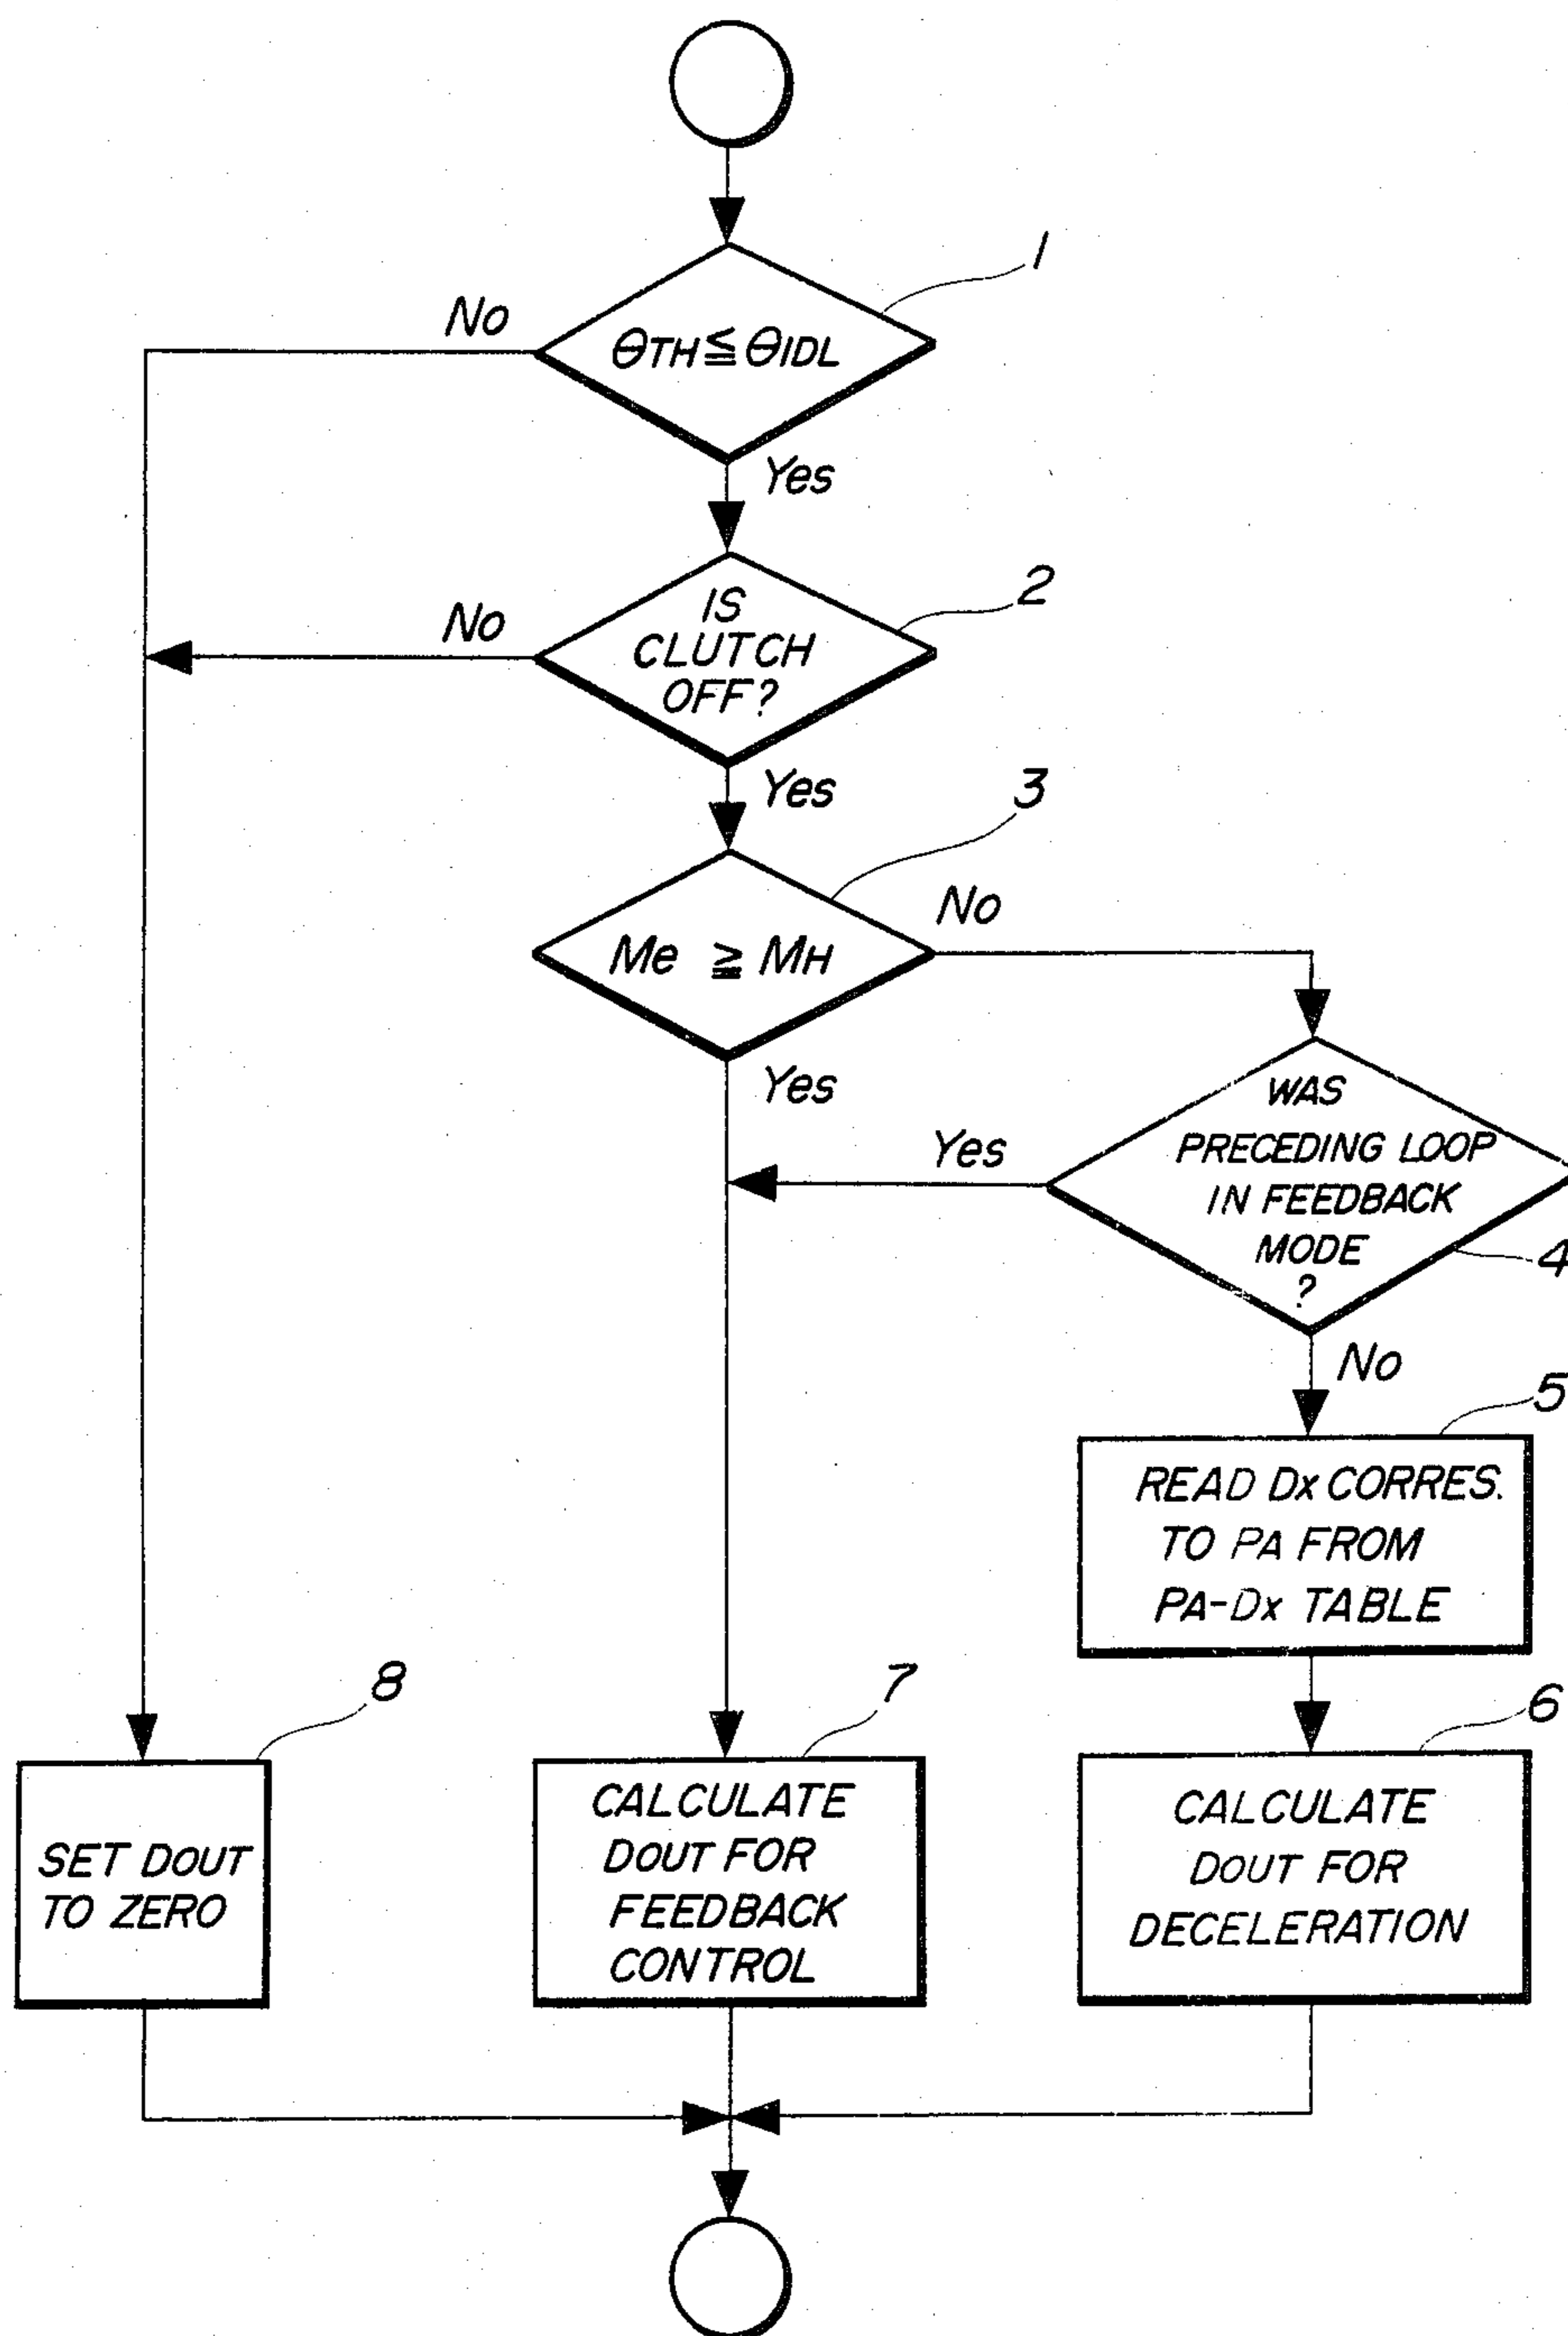 1
No
θTH≦θIDL
Yes
2
No
IS
CLUTCH
OFF?
Yes
3
No
Me ≧ MH
Yes
WAS
PRECEDING LOOP
IN FEEDBACK
MODE
?
Yes
4
No
5
READ DX CORRES.
TO PA FROM
PA-DX TABLE
8
7
6
SET DOUT
TO ZERO
CALCULATE
DOUT FOR
FEEDBACK
CONTROL
CALCULATE
DOUT FOR
DECELERATION